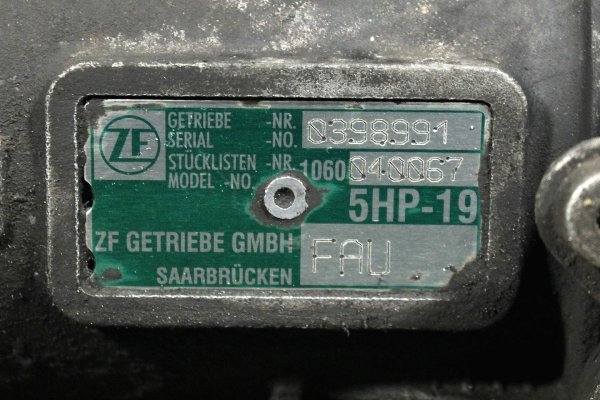 ZF
GETRIEBE -NR.
SERIAL -NO. 0398991
STÜCKLISTEN -NR.
MODEL -NO. 1060 040067
5HP-19
ZF GETRIEBE GMBH
SAARBRÜCKEN
FAU